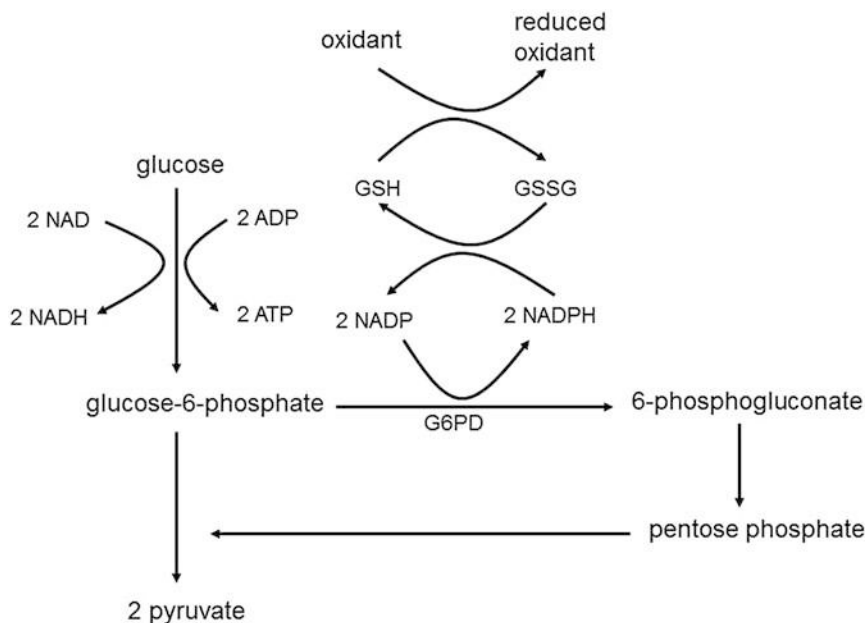 oxidant
reduced
oxidant
glucose
GSH
GSSG
2 NAD
2 ADP
2 NADH
2 ATP
2 NADP
2 NADPH
glucose-6-phosphate
G6PD
6-phosphogluconate
pentose phosphate
2 pyruvate